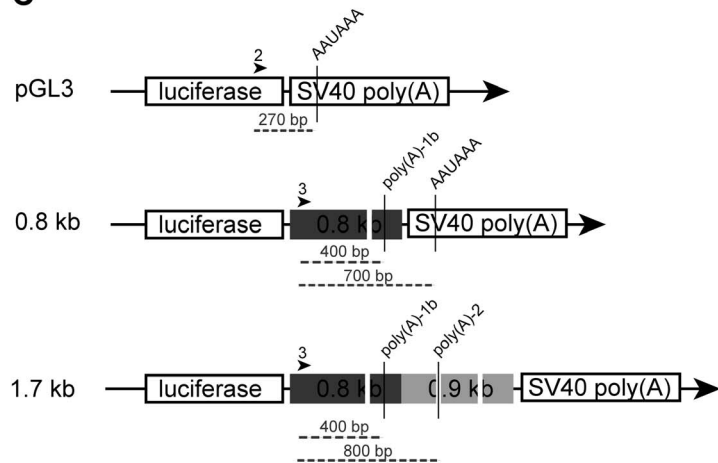 2
AAUAAA
pGL3
luciferase
SV40 poly(A)
270 bp
poly(A)-1b
AAUAAA
3
0.8 kb
luciferase
0.8 kb
SV40 poly(A)
400 bp
700 bp
poly(A)-1b
poly(A)-2
3
1.7 kb
luciferase
0.8 kb
0.9 kb
SV40 poly(A)
400 bp
800 bp